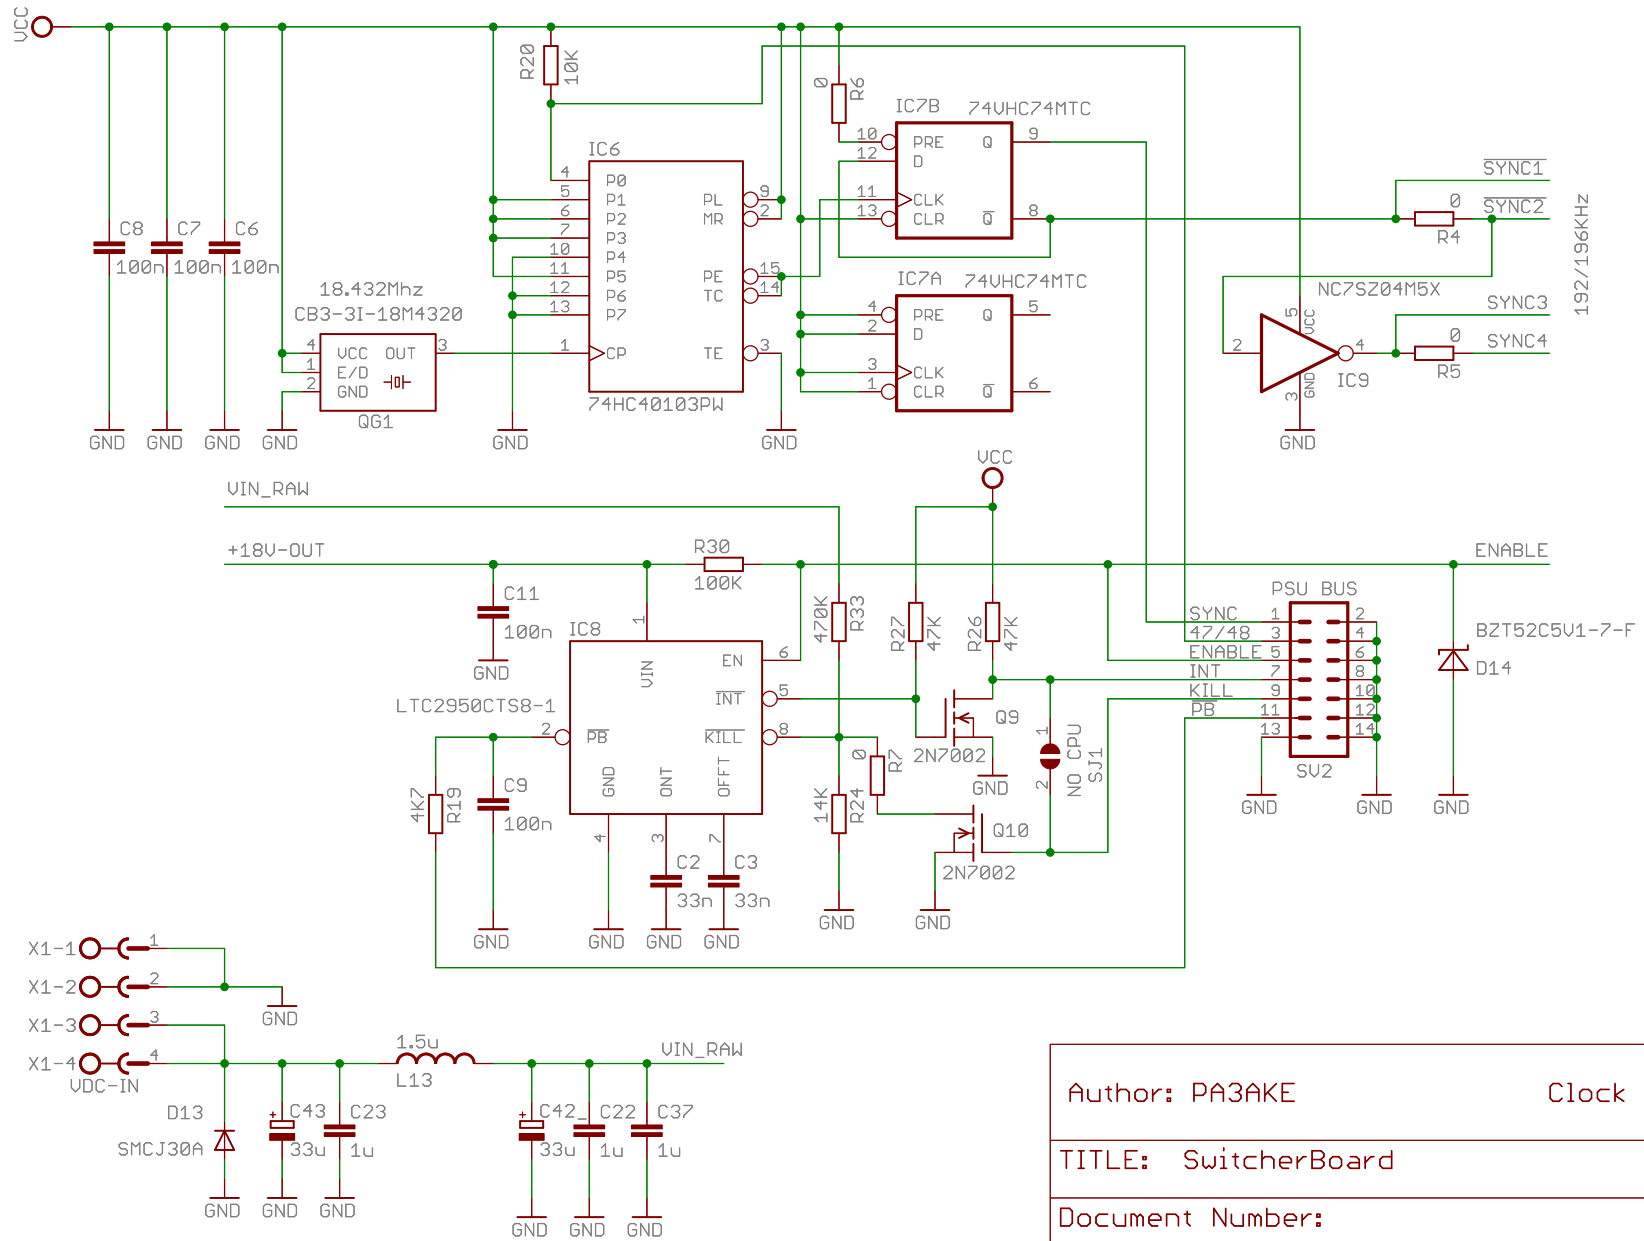 VCC
R20
10K
0
R6
IC7B
74VHC74MTC
10
PRE
Q
9
12
D
11
CLK
13
CLR
Q
8
IC6
4
P0
5
P1
PL
9
6
P2
MR
2
7
P3
10
P4
11
P5
PE
15
12
P6
TC
14
13
P7
1
CP
TE
3
74HC40103PW
SYNC1
0
SYNC2
R4
192/196KHz
C8
100n
C7
100n
C6
100n
18.432Mhz
CB3-3I-18M4320
4
VCC
OUT
3
1
E/D
2
GND
QG1
IC7A
74VHC74MTC
4
PRE
Q
5
2
D
3
CLK
1
CLR
Q
6
NC7SZ04M5X
SYNC3
5
VCC
2
4
0
SYNC4
R5
3
GND
IC9
GND
GND
GND
GND
GND
GND
GND
VIN_RAW
VCC
+18V-OUT
R30
100K
ENABLE
C11
100n
GND
IC8
1
VIN
EN
6
INT
5
LTC2950CTS8-1
2
PB
KILL
8
GND
ONT
OFFT
4
3
7
470K
R33
R27
47K
R26
47K
PSU BUS
SYNC
1
2
47/48
3
4
ENABLE
5
6
INT
7
8
KILL
9
10
PB
11
12
13
14
SV2
GND
GND
BZT52C5V1-7-F
D14
GND
Q9
2N7002
GND
1
NO CPU
SJ1
2
0
R7
14K
R24
Q10
2N7002
GND
GND
4K7
R19
C9
100n
GND
GND
C2
33n
GND
C3
33n
GND
X1-1
1
X1-2
2
GND
X1-3
3
X1-4
4
VDC-IN
1.5u
L13
VIN_RAW
D13
SMCJ30A
GND
+
C43
33u
GND
C23
1u
GND
+
C42_
33u
GND
C22
1u
GND
C37
1u
GND
Author: PA3AKE
Clock
TITLE: SwitcherBoard
Document Number: